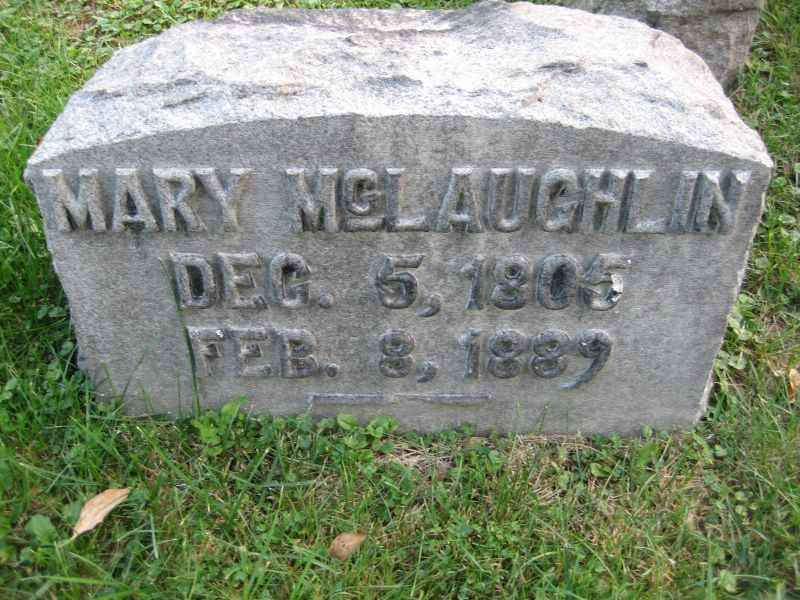 MARY McLAUGHLIN
DEC. 5, 1805
FEB. 8, 1889